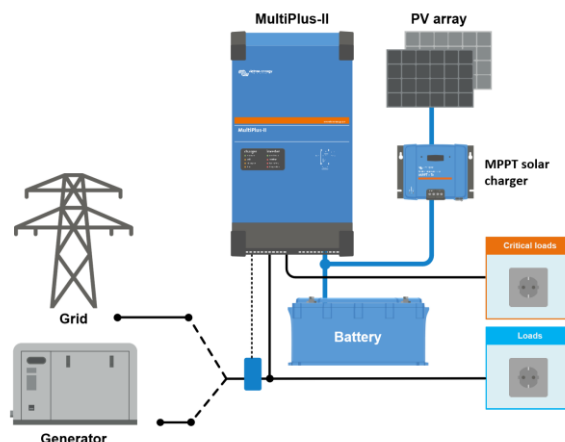 MultiPlus-II
PV array
MultiPlus-II
MPPT solar
charger
Critical loads
Grid
Battery
Loads
Generator